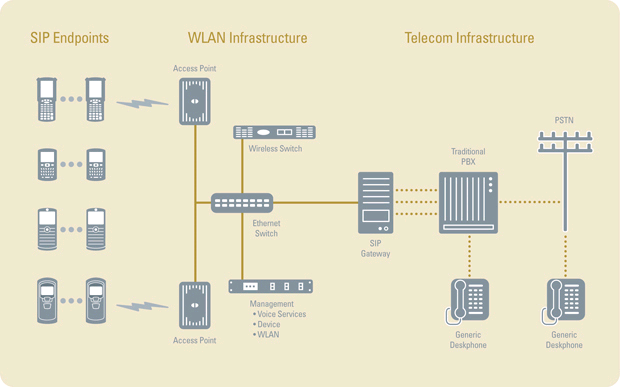 SIP Endpoints
WLAN Infrastructure
Telecom Infrastructure
Access Point
Wireless Switch
PSTN
Traditional
PBX
Ethernet
Switch
SIP
Gateway
Management
• Voice Services
• Device
• WLAN
Access Point
Generic
Deskphone
Generic
Deskphone